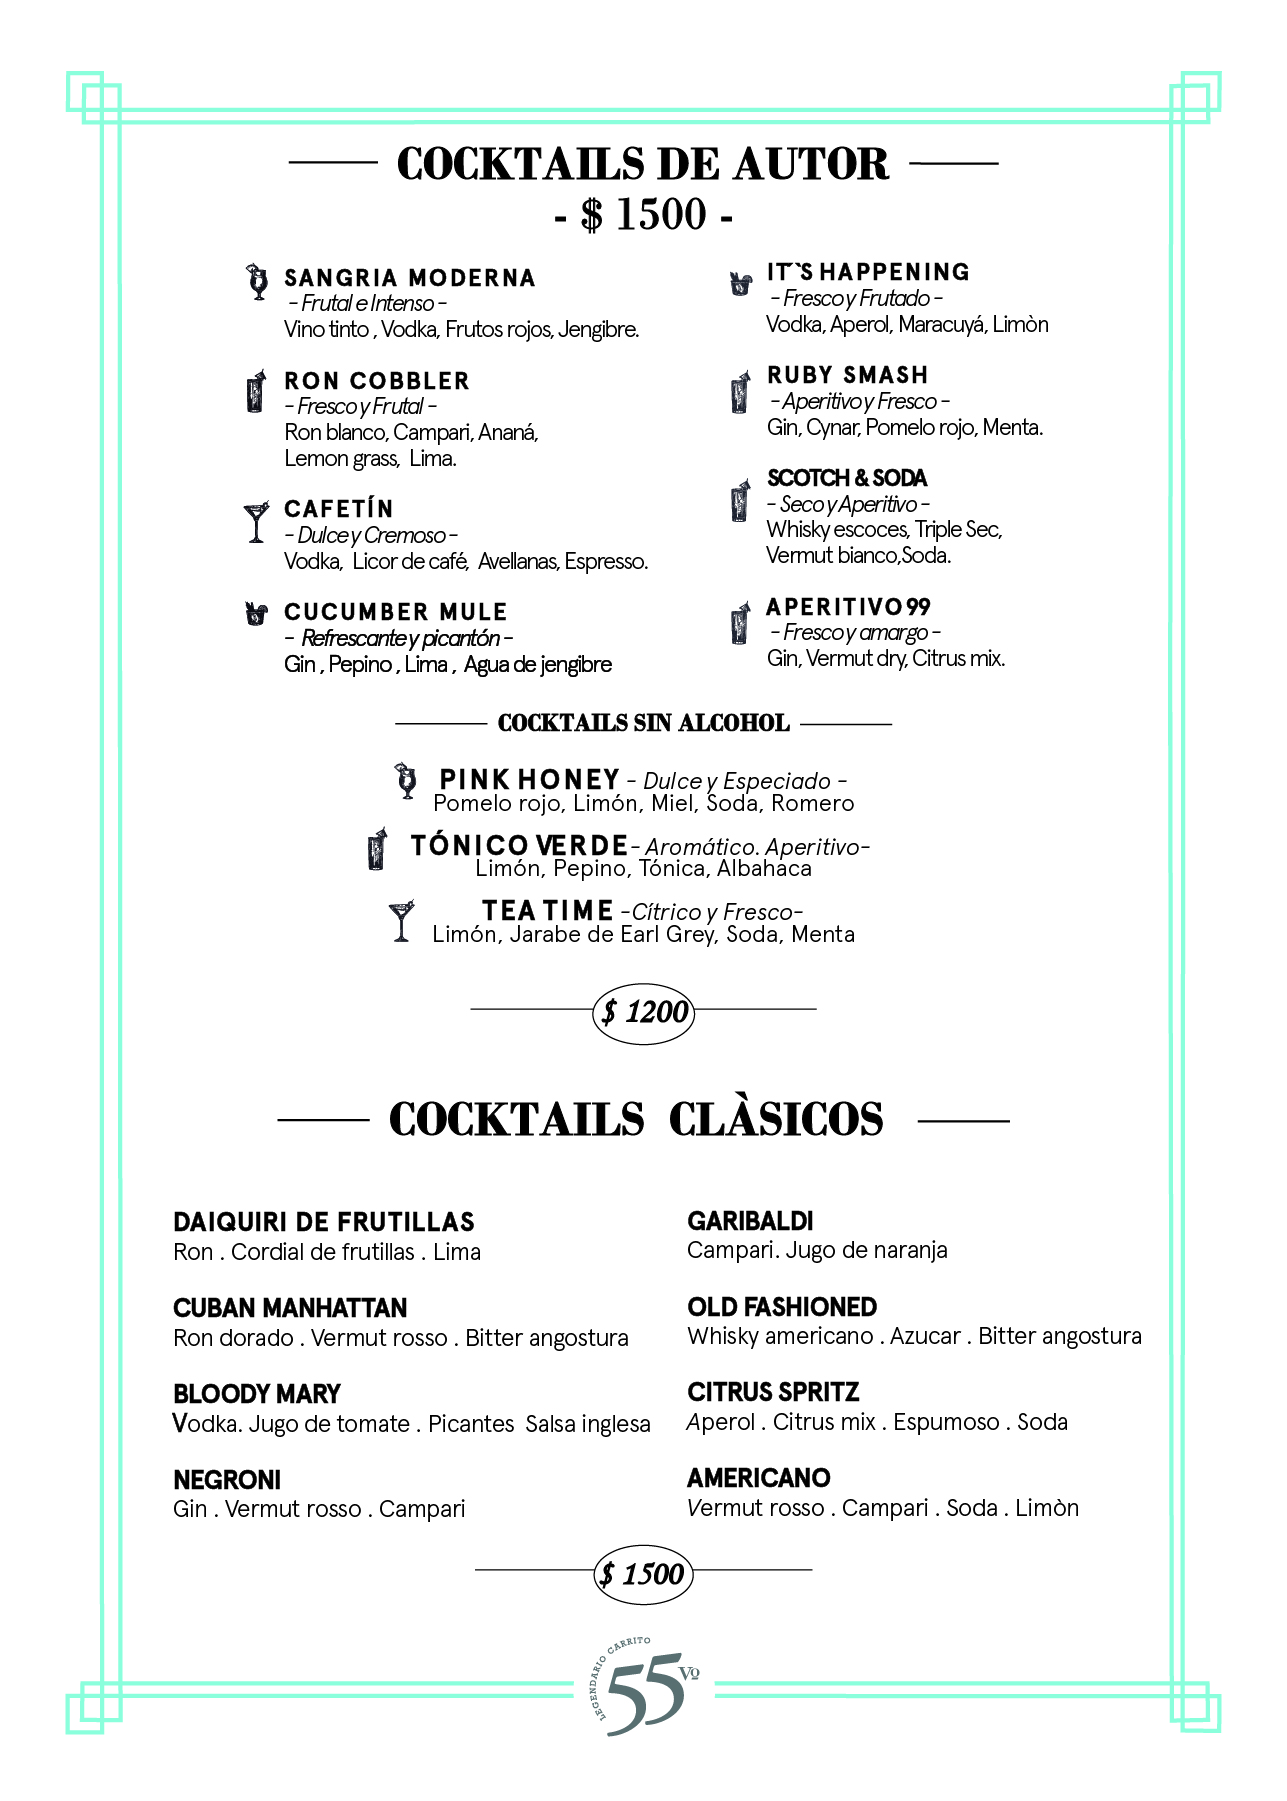 COCKTAILS DE AUTOR
- $ 1500 -
SANGRIA MODERNA
- Frutal e Intenso -
Vino tinto , Vodka, Frutos rojos, Jengibre.
RON COBBLER
- Fresco y Frutal -
Ron blanco, Campari, Ananá,
Lemon grass, Lima.
CAFETÍN
- Dulce y Cremoso -
Vodka, Licor de café, Avellanas, Espresso.
CUCUMBER MULE
- Refrescante y picantón -
Gin , Pepino , Lima , Agua de jengibre
IT`S HAPPENING
- Fresco y Frutado -
Vodka, Aperol, Maracuyá, Limòn
RUBY SMASH
- Aperitivo y Fresco -
Gin, Cynar, Pomelo rojo, Menta.
SCOTCH & SODA
- Seco y Aperitivo -
Whisky escoces, Triple Sec,
Vermut bianco,Soda.
APERITIVO 99
- Fresco y amargo -
Gin, Vermut dry, Citrus mix.
COCKTAILS SIN ALCOHOL
PINK HONEY - Dulce y Especiado -
Pomelo rojo, Limón, Miel, Soda, Romero
TÓNICO VERDE - Aromático. Aperitivo-
Limón, Pepino, Tónica, Albahaca
TEA TIME -Cítrico y Fresco-
Limón, Jarabe de Earl Grey, Soda, Menta
$ 1200
COCKTAILS CLÀSICOS
DAIQUIRI DE FRUTILLAS
Ron . Cordial de frutillas . Lima
CUBAN MANHATTAN
Ron dorado . Vermut rosso . Bitter angostura
BLOODY MARY
Vodka. Jugo de tomate . Picantes Salsa inglesa
NEGRONI
Gin . Vermut rosso . Campari
GARIBALDI
Campari. Jugo de naranja
OLD FASHIONED
Whisky americano . Azucar . Bitter angostura
CITRUS SPRITZ
Aperol . Citrus mix . Espumoso . Soda
AMERICANO
Vermut rosso . Campari . Soda . Limòn
$ 1500
LEGENDARIO CARRITO
55 Vº